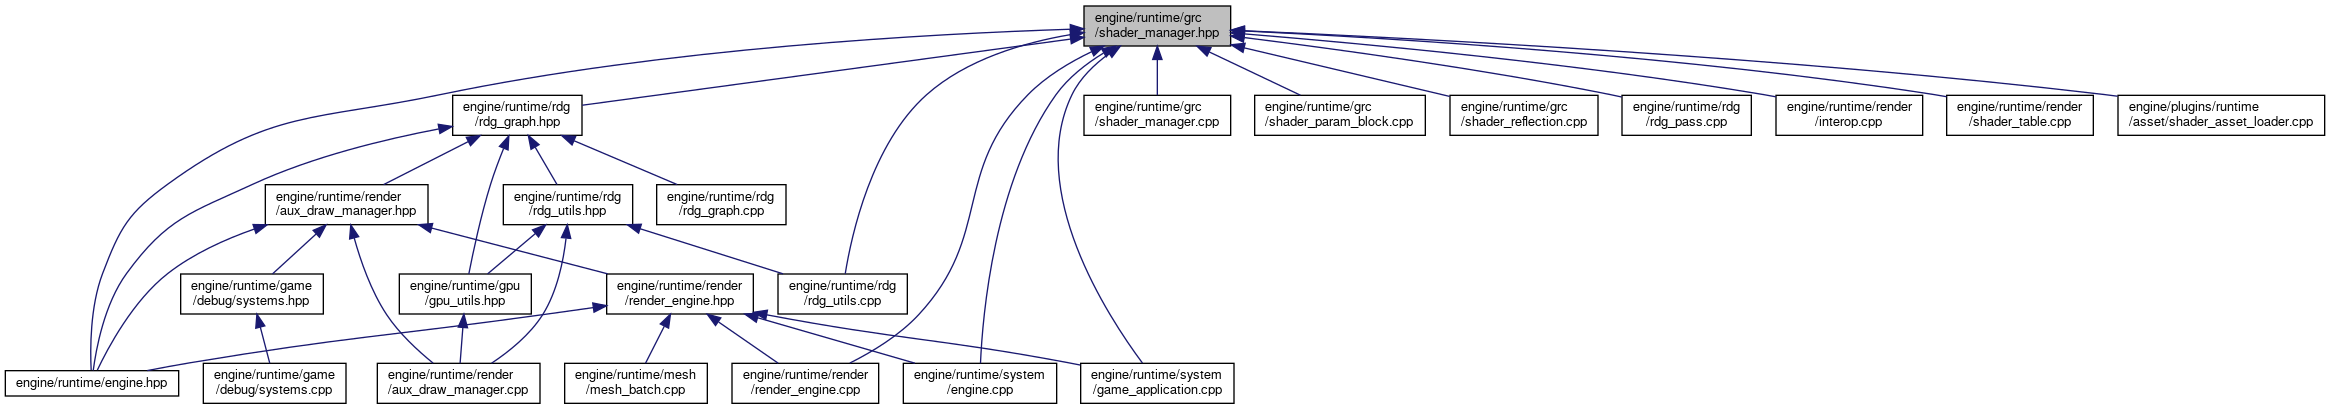 engine/runtime/grc
/shader_manager.hpp
engine/runtime/rdg
/rdg_graph.hpp
engine/runtime/grc
/shader_manager.cpp
engine/runtime/grc
/shader_param_block.cpp
engine/runtime/grc
/shader_reflection.cpp
engine/runtime/rdg
/rdg_pass.cpp
engine/runtime/render
/interop.cpp
engine/runtime/render
/shader_table.cpp
engine/plugins/runtime
/asset/shader_asset_loader.cpp
engine/runtime/render
/aux_draw_manager.hpp
engine/runtime/rdg
/rdg_utils.hpp
engine/runtime/rdg
/rdg_graph.cpp
engine/runtime/game
/debug/systems.hpp
engine/runtime/gpu
/gpu_utils.hpp
engine/runtime/render
/render_engine.hpp
engine/runtime/rdg
/rdg_utils.cpp
engine/runtime/engine.hpp
engine/runtime/game
/debug/systems.cpp
engine/runtime/render
/aux_draw_manager.cpp
engine/runtime/mesh
/mesh_batch.cpp
engine/runtime/render
/render_engine.cpp
engine/runtime/system
/engine.cpp
engine/runtime/system
/game_application.cpp